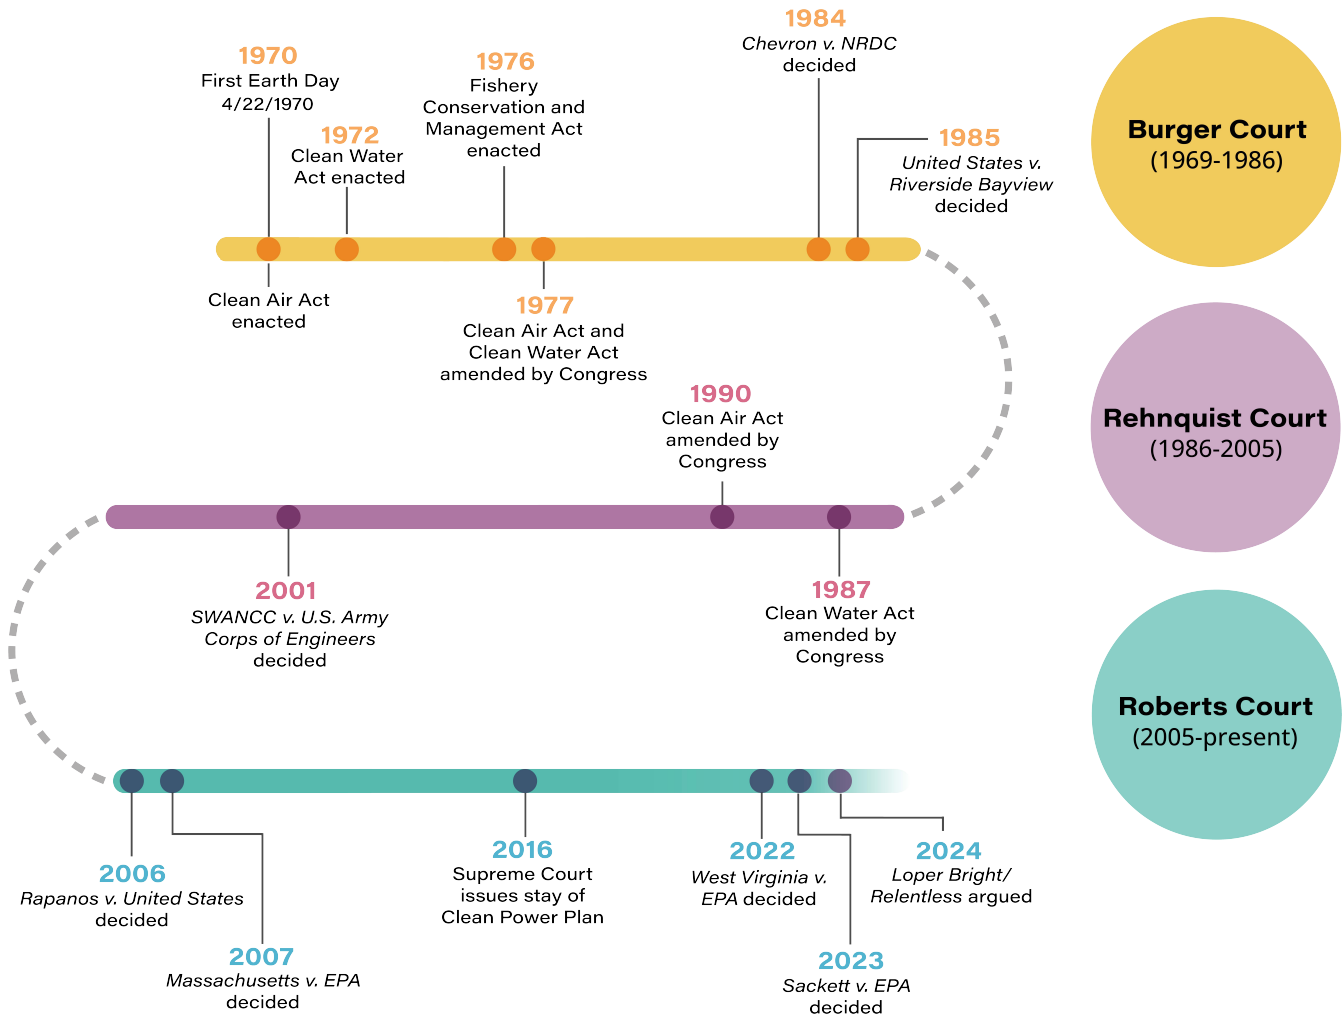 1970
First Earth Day
4/22/1970
1972
Clean Water
Act enacted
1976
Fishery
Conservation and
Management Act
enacted
1984
Chevron v. NRDC
decided
1985
United States v.
Riverside Bayview
decided
Clean Air Act
enacted
1977
Clean Air Act and
Clean Water Act
amended by Congress
Burger Court
(1969-1986)
1990
Clean Air Act
amended by
Congress
1987
Clean Water Act
amended by
Congress
2001
SWANCC v. U.S. Army
Corps of Engineers
decided
Rehnquist Court
(1986-2005)
2006
Rapanos v. United States
decided
2007
Massachusetts v. EPA
decided
2016
Supreme Court
issues stay of
Clean Power Plan
2022
West Virginia v.
EPA decided
2023
Sackett v. EPA
decided
2024
Loper Bright/
Relentless argued
Roberts Court
(2005-present)